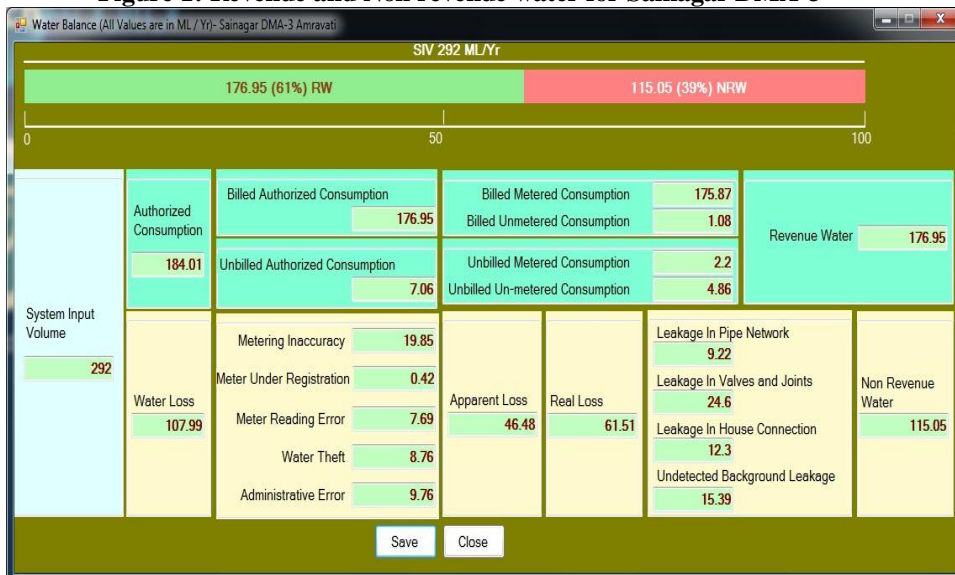 Figure 2: Revenue and Non revenue water for Sainagar DMA-3
Water Balance (All Values are in ML / Yr)- Sainagar DMA-3 Amravati
SIV 292 ML/Yr
176.95 (61%) RW
115.05 (39%) NRW
0
50
100
System Input
Volume
292
Authorized
Consumption
184.01
Billed Authorized Consumption
176.95
Unbilled Authorized Consumption
7.06
Billed Metered Consumption 175.87
Billed Unmetered Consumption 1.08
Unbilled Metered Consumption 2.2
Unbilled Un-metered Consumption 4.86
Revenue Water 176.95
Water Loss
107.99
Metering Inaccuracy 19.85
Meter Under Registration 0.42
Meter Reading Error 7.69
Water Theft 8.76
Administrative Error 9.76
Apparent Loss
46.48
Real Loss
61.51
Leakage In Pipe Network
9.22
Leakage In Valves and Joints
24.6
Leakage In House Connection
12.3
Undetected Background Leakage
15.39
Non Revenue
Water
115.05
Save
Close